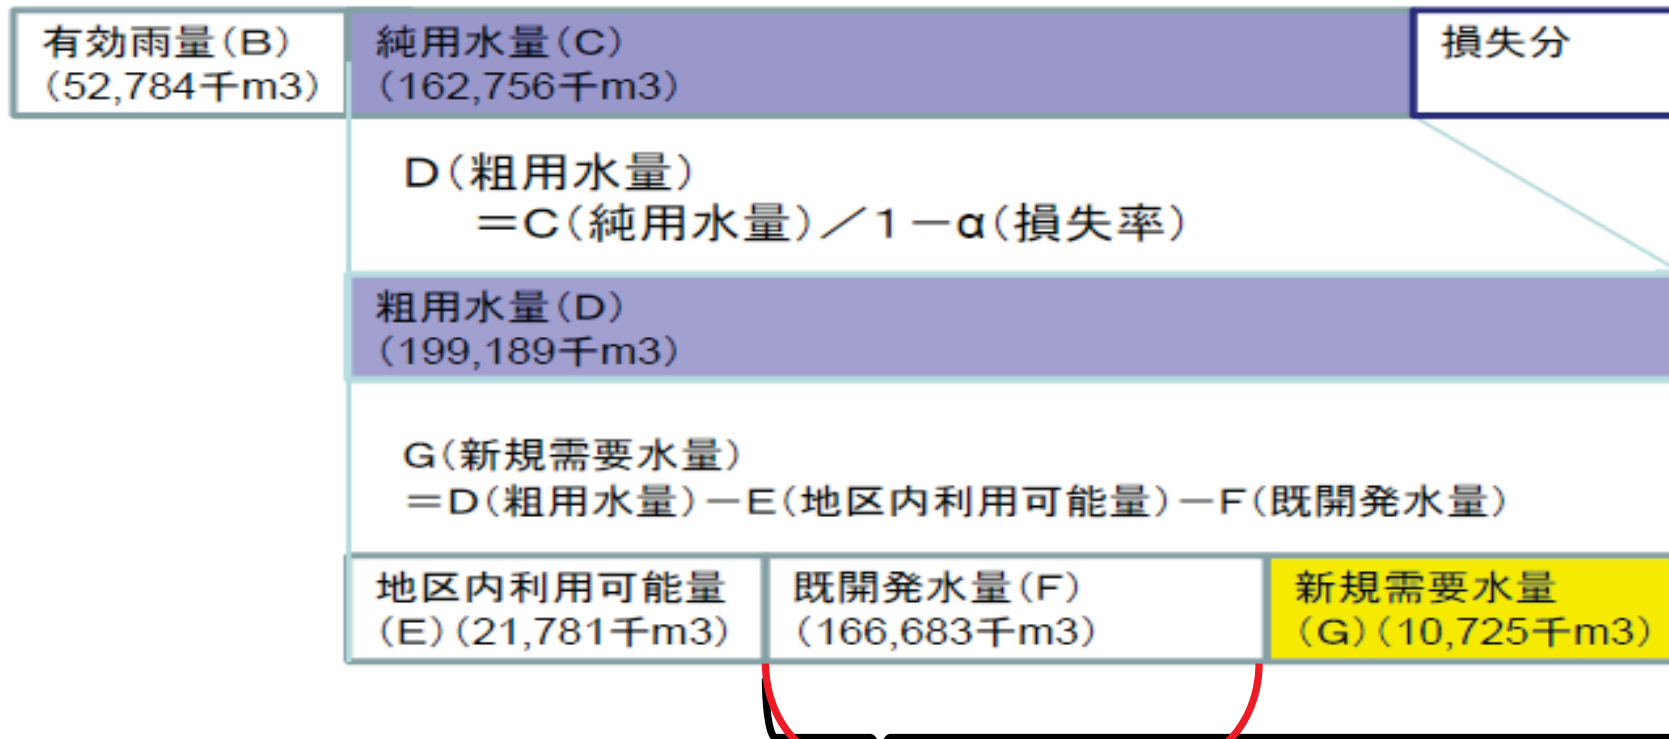 有効雨量(B)
(52,784千m3)
純用水量(C)
(162,756千m3)
損失分
D(粗用水量)
=C(純用水量)/1-α(損失率)
粗用水量(D)
(199,189千m3)
G(新規需要水量)
=D(粗用水量)-E(地区内利用可能量)-F(既開発水量)
地区内利用可能量
(E)(21,781千m3)
既開発水量(F)
(166,683千m3)
新規需要水量
(G)(10,725千m3)